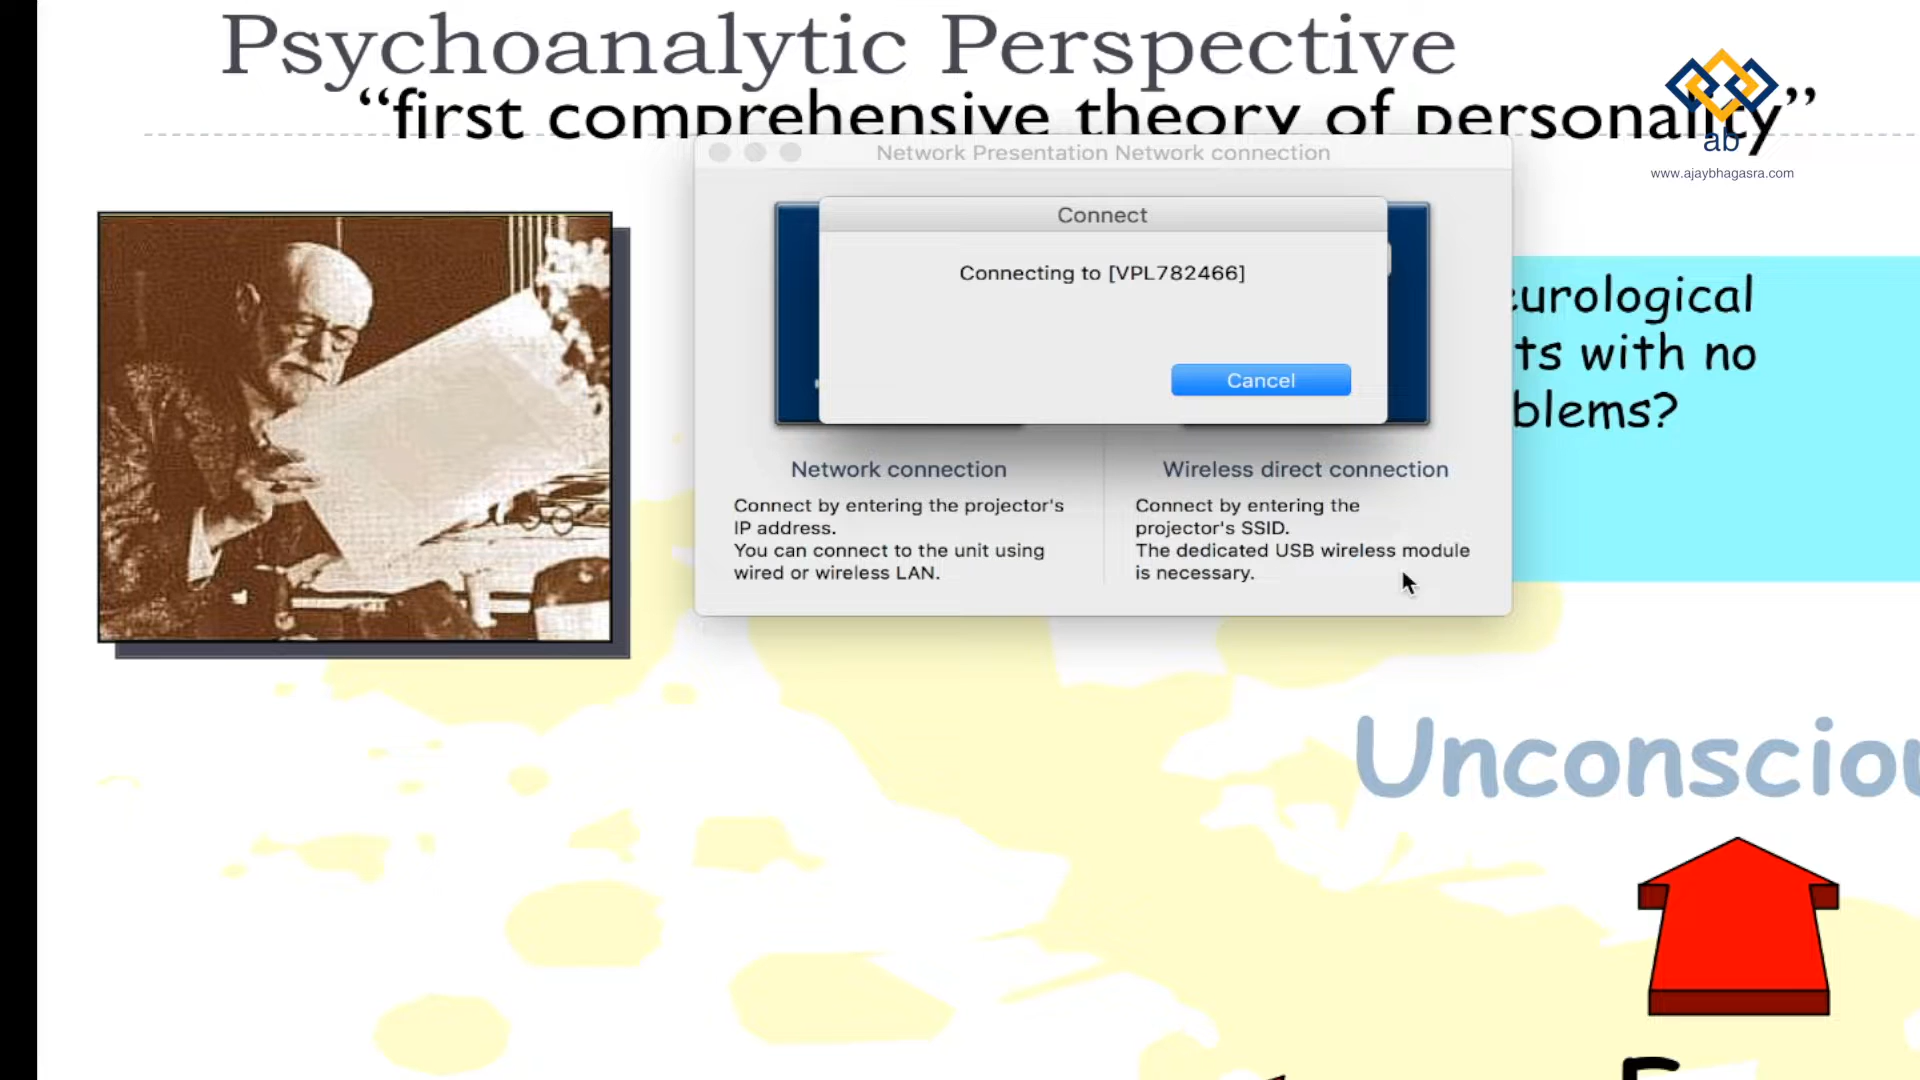 Psychoanalytic Perspective
“first comprehensive theory of personality”
ab
www.ajaybhagasra.com
Network Presentation Network connection
Connect
Connecting to [VPL782466]
Cancel
eurological
ts with no
blems?
Network connection
Connect by entering the projector's
IP address.
You can connect to the unit using
wired or wireless LAN.
Wireless direct connection
Connect by entering the
projector's SSID.
The dedicated USB wireless module
is necessary.
Unconsciou